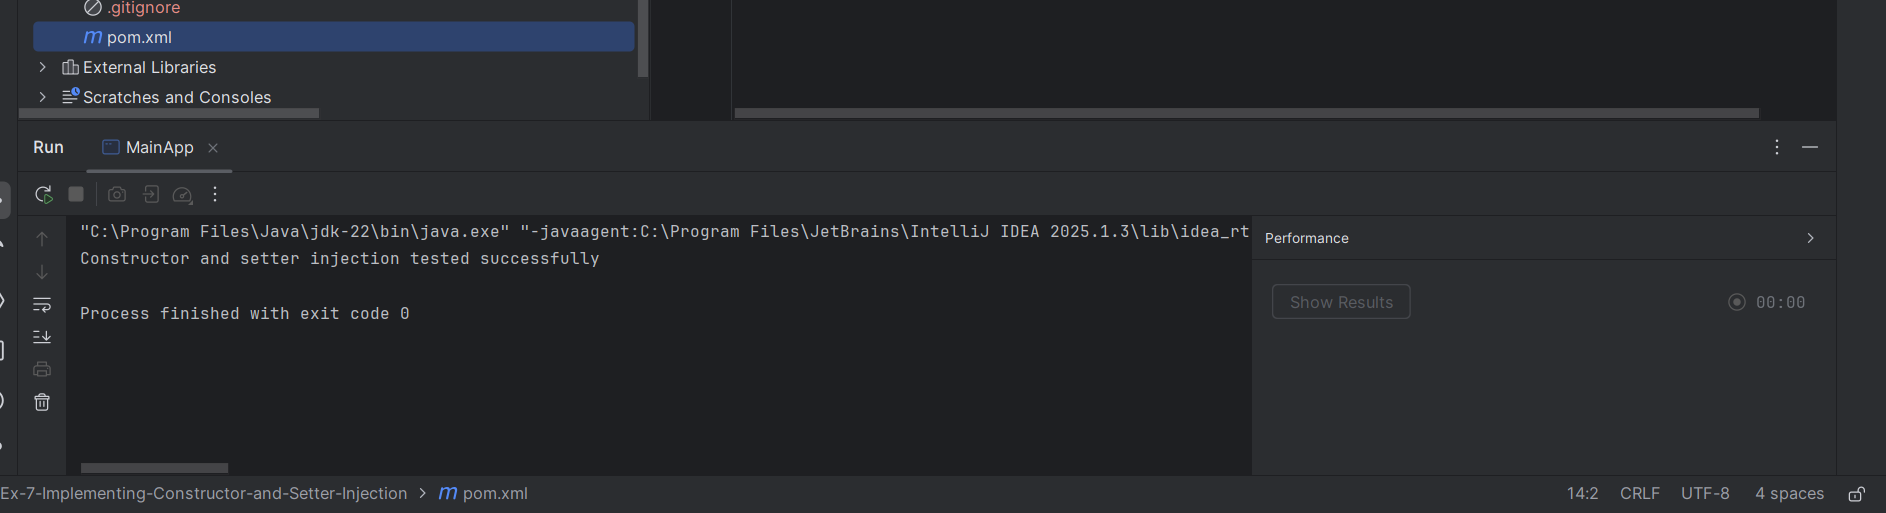 .gitignore
pom.xml
External Libraries
Scratches and Consoles
Run MainApp
"C:\Program Files\Java\jdk-22\bin\java.exe" "-javaagent:C:\Program Files\JetBrains\IntelliJ IDEA 2025.1.3\lib\idea_rt
Constructor and setter injection tested successfully
Process finished with exit code 0
Performance
Show Results 00:00
Ex-7-Implementing-Constructor-and-Setter-Injection > m pom.xml 14:2 CRLF UTF-8 4 spaces